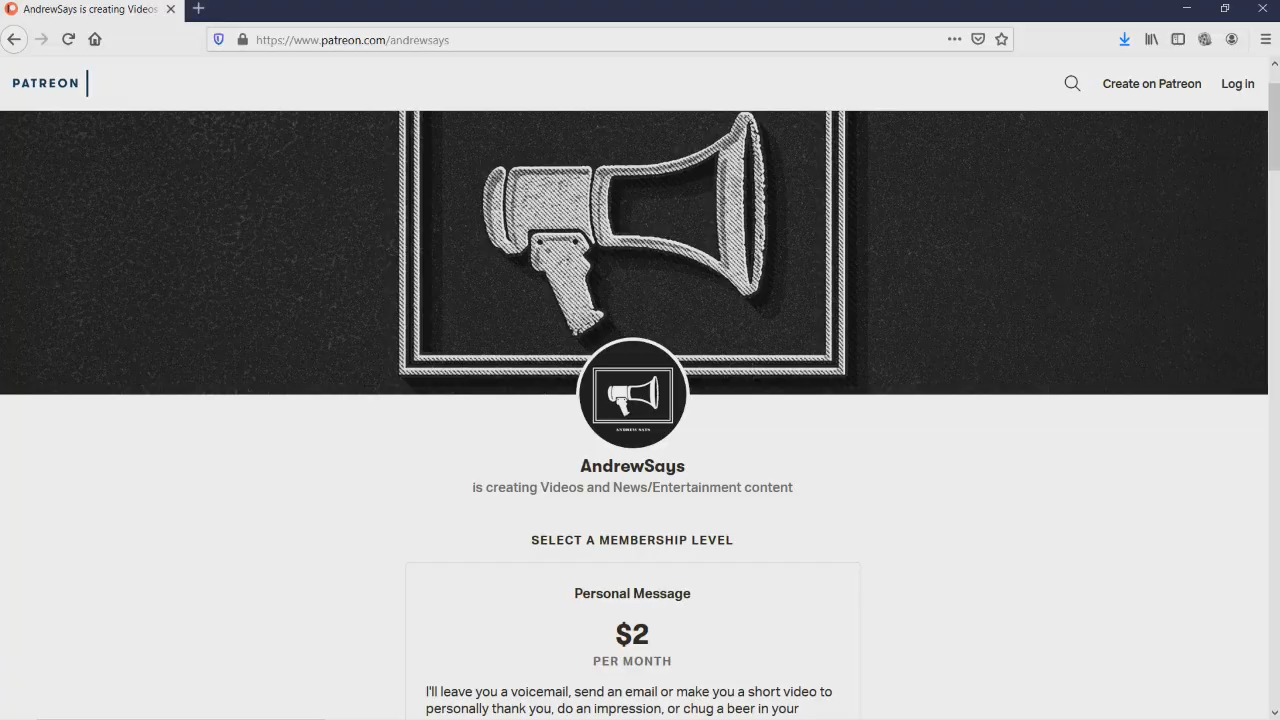 AndrewSays is creating Videos
https://www.patreon.com/andrewsays
PATREON
Create on Patreon
Log in
ANDREW SAYS
AndrewSays
is creating Videos and News/Entertainment content
SELECT A MEMBERSHIP LEVEL
Personal Message
$2
PER MONTH
I'll leave you a voicemail, send an email or make you a short video to
personally thank you, do an impression, or chug a beer in your